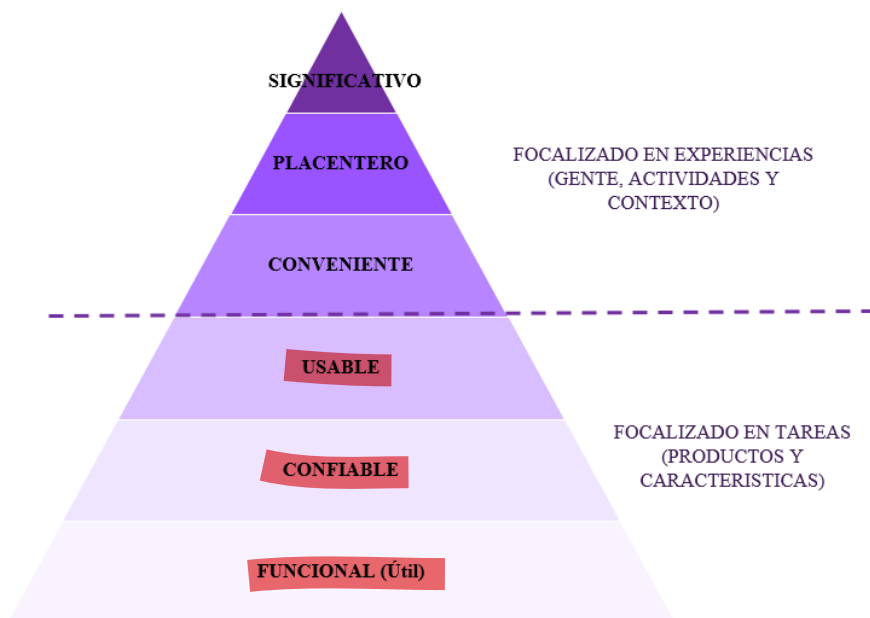 SIGNIFICATIVO
PLACENTERO
FOCALIZADO EN EXPERIENCIAS
(GENTE, ACTIVIDADES Y
CONTEXTO)
CONVENIENTE
USABLE
FOCALIZADO EN TAREAS
(PRODUCTOS Y
CARACTERISTICAS)
CONFIABLE
FUNCIONAL (Útil)